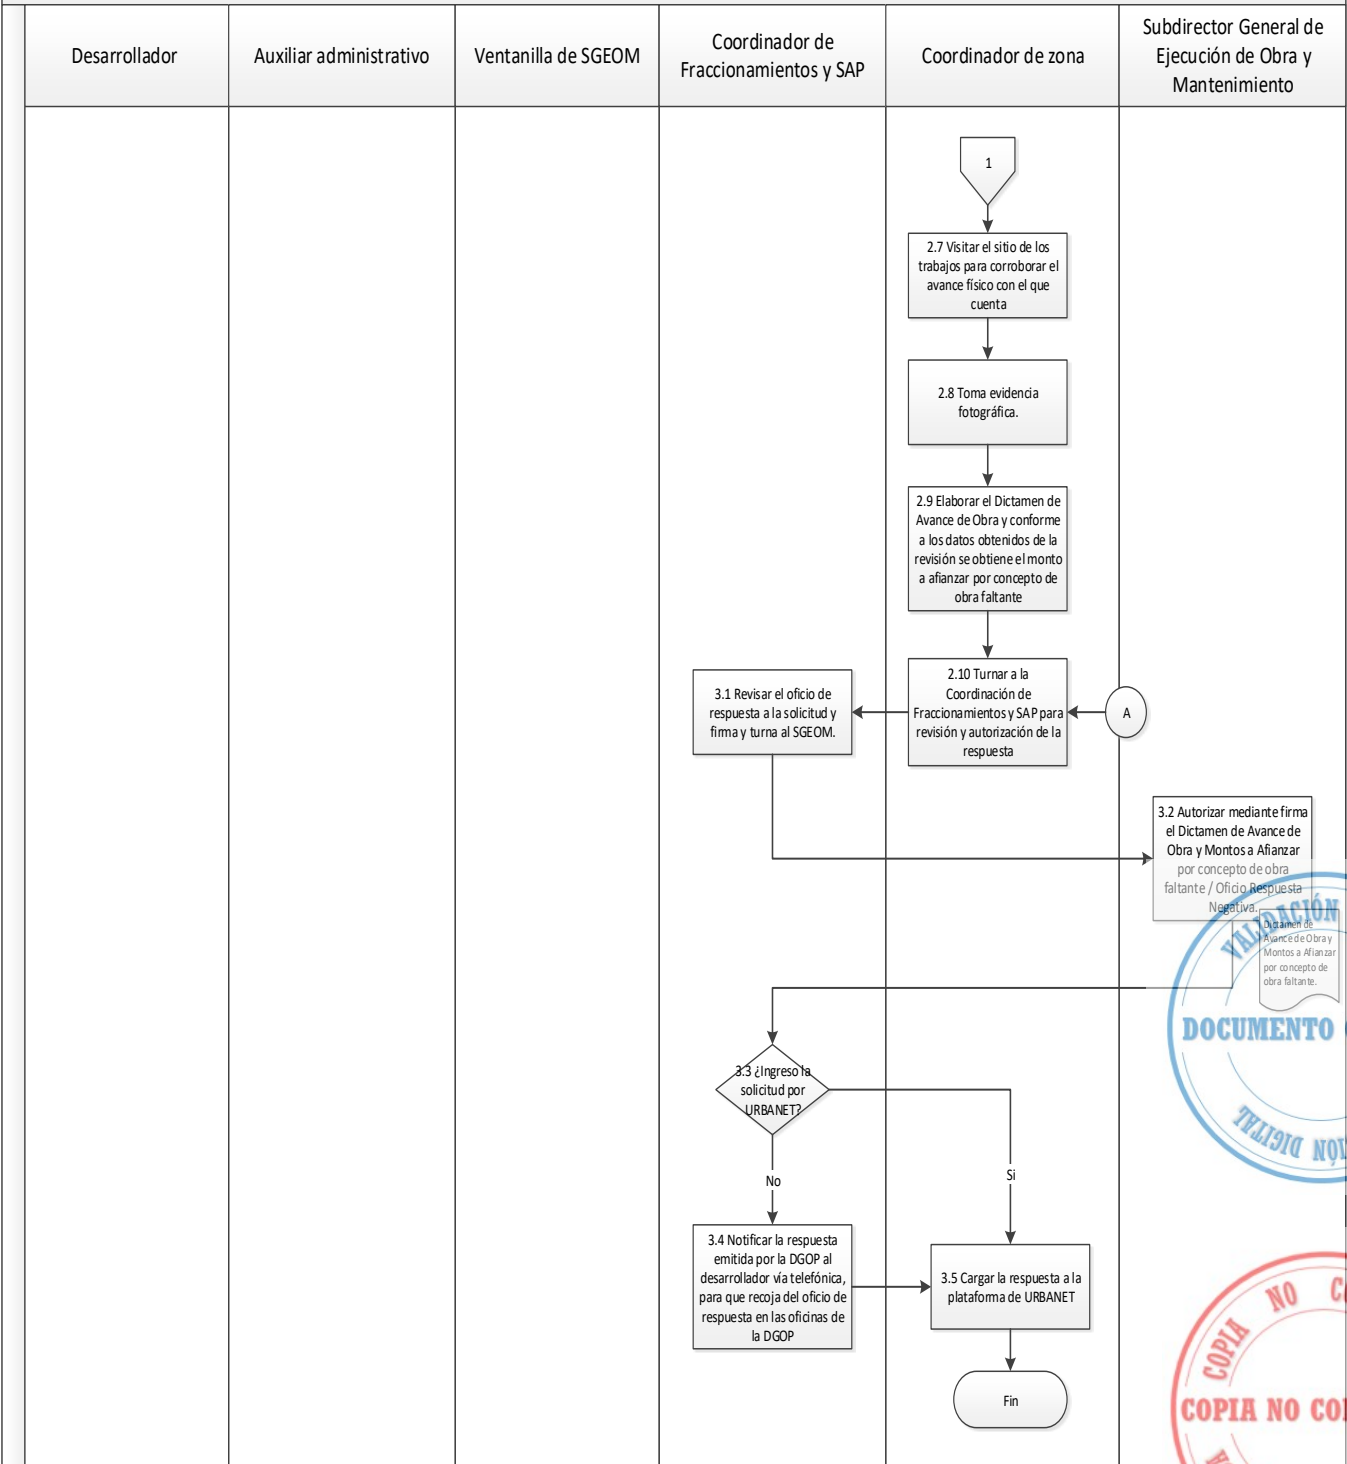 Desarrollador
Auxiliar administrativo
Ventanilla de SGEOM
Coordinador de
Fraccionamientos y SAP
Coordinador de zona
Subdirector General de
Ejecución de Obra y
Mantenimiento
1
2.7 Visitar el sitio de los
trabajos para corroborar el
avance físico con el que
cuenta
2.8 Toma evidencia
fotográfica.
2.9 Elaborar el Dictamen de
Avance de Obra y conforme
a los datos obtenidos de la
revisión se obtiene el monto
a afianzar por concepto de
obra faltante
2.10 Turnar a la
Coordinación de
Fraccionamientos y SAP para
revisión y autorización de la
respuesta
A
3.1 Revisar el oficio de
respuesta a la solicitud y
firma y turna al SGEOM.
3.2 Autorizar mediante firma
el Dictamen de Avance de
Obra y Montos a Afianzar
por concepto de obra
faltante / Oficio Respuesta
Negativa.
Dictamen de
Avance de Obra y
Montos a Afianzar
por concepto de
obra faltante.
VALIDACIÓN
DOCUMENTO
DIGITAL
3.3 ¿Ingreso la
solicitud por
URBANET?
No
Si
3.4 Notificar la respuesta
emitida por la DGOP al
desarrollador vía telefónica,
para que recoja del oficio de
respuesta en las oficinas de
la DGOP
3.5 Cargar la respuesta a la
plataforma de URBANET
Fin
COPIA NO CO
COPIA NO CO